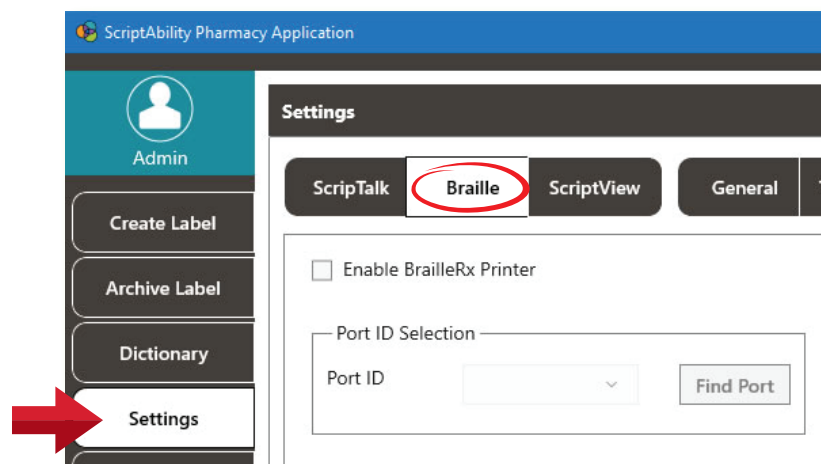 ScriptAbility Pharmacy Application
Admin
Create Label
Archive Label
Dictionary
Settings
Settings
ScripTalk Braille ScriptView General
Enable BrailleRx Printer
Port ID Selection
Port ID Find Port